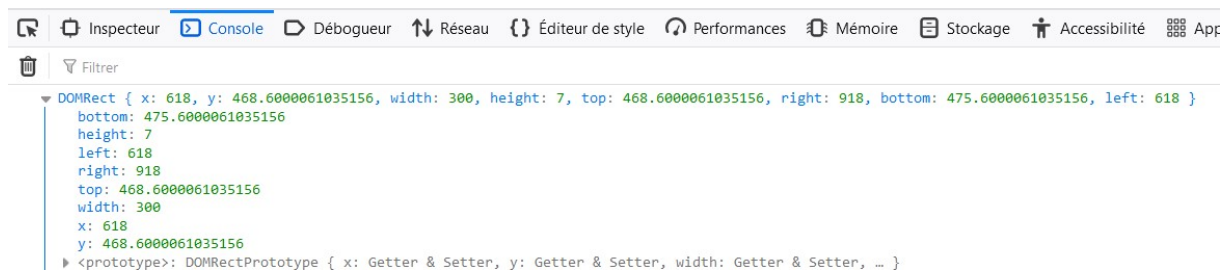 Inspecteur Console Débogueur Réseau {} Éditeur de style Performances Mémoire Stockage Accessibilité App
Filtrer
DOMRect { x: 618, y: 468.6000061035156, width: 300, height: 7, top: 468.6000061035156, right: 918, bottom: 475.6000061035156, left: 618 }
bottom: 475.6000061035156
height: 7
left: 618
right: 918
top: 468.6000061035156
width: 300
x: 618
y: 468.6000061035156
<prototype>: DOMRectPrototype { x: Getter & Setter, y: Getter & Setter, width: Getter & Setter, … }